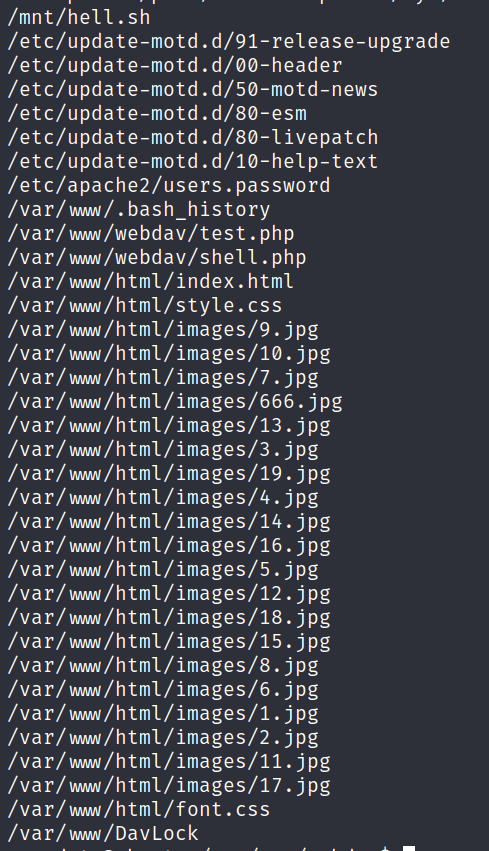 /mnt/hell.sh
/etc/update-motd.d/91-release-upgrade
/etc/update-motd.d/00-header
/etc/update-motd.d/50-motd-news
/etc/update-motd.d/80-esm
/etc/update-motd.d/80-livepatch
/etc/update-motd.d/10-help-text
/etc/apache2/users.password
/var/www/.bash_history
/var/www/webdav/test.php
/var/www/webdav/shell.php
/var/www/html/index.html
/var/www/html/style.css
/var/www/html/images/9.jpg
/var/www/html/images/10.jpg
/var/www/html/images/7.jpg
/var/www/html/images/666.jpg
/var/www/html/images/13.jpg
/var/www/html/images/3.jpg
/var/www/html/images/19.jpg
/var/www/html/images/4.jpg
/var/www/html/images/14.jpg
/var/www/html/images/16.jpg
/var/www/html/images/5.jpg
/var/www/html/images/12.jpg
/var/www/html/images/18.jpg
/var/www/html/images/15.jpg
/var/www/html/images/8.jpg
/var/www/html/images/6.jpg
/var/www/html/images/1.jpg
/var/www/html/images/2.jpg
/var/www/html/images/11.jpg
/var/www/html/images/17.jpg
/var/www/html/font.css
/var/www/DavLock